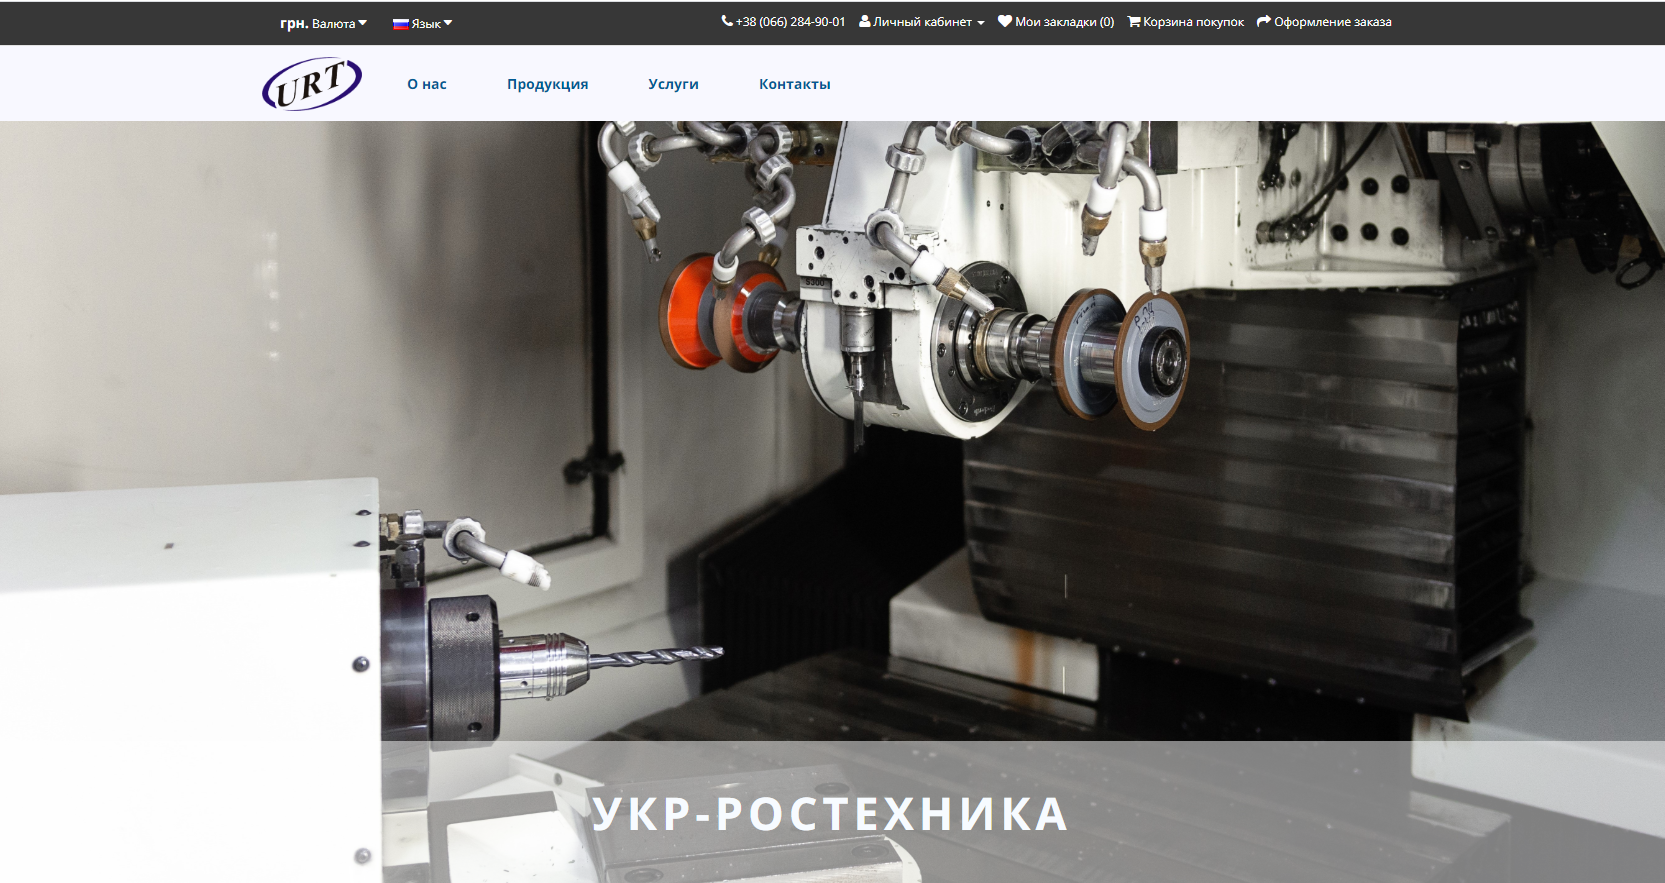 грн. Валюта Язык +38 (066) 284-90-01 Личный кабинет Мои закладки (0) Корзина покупок Оформление заказа
URT О нас Продукция Услуги Контакты
S300
УКР-РОСТЕХНИКА